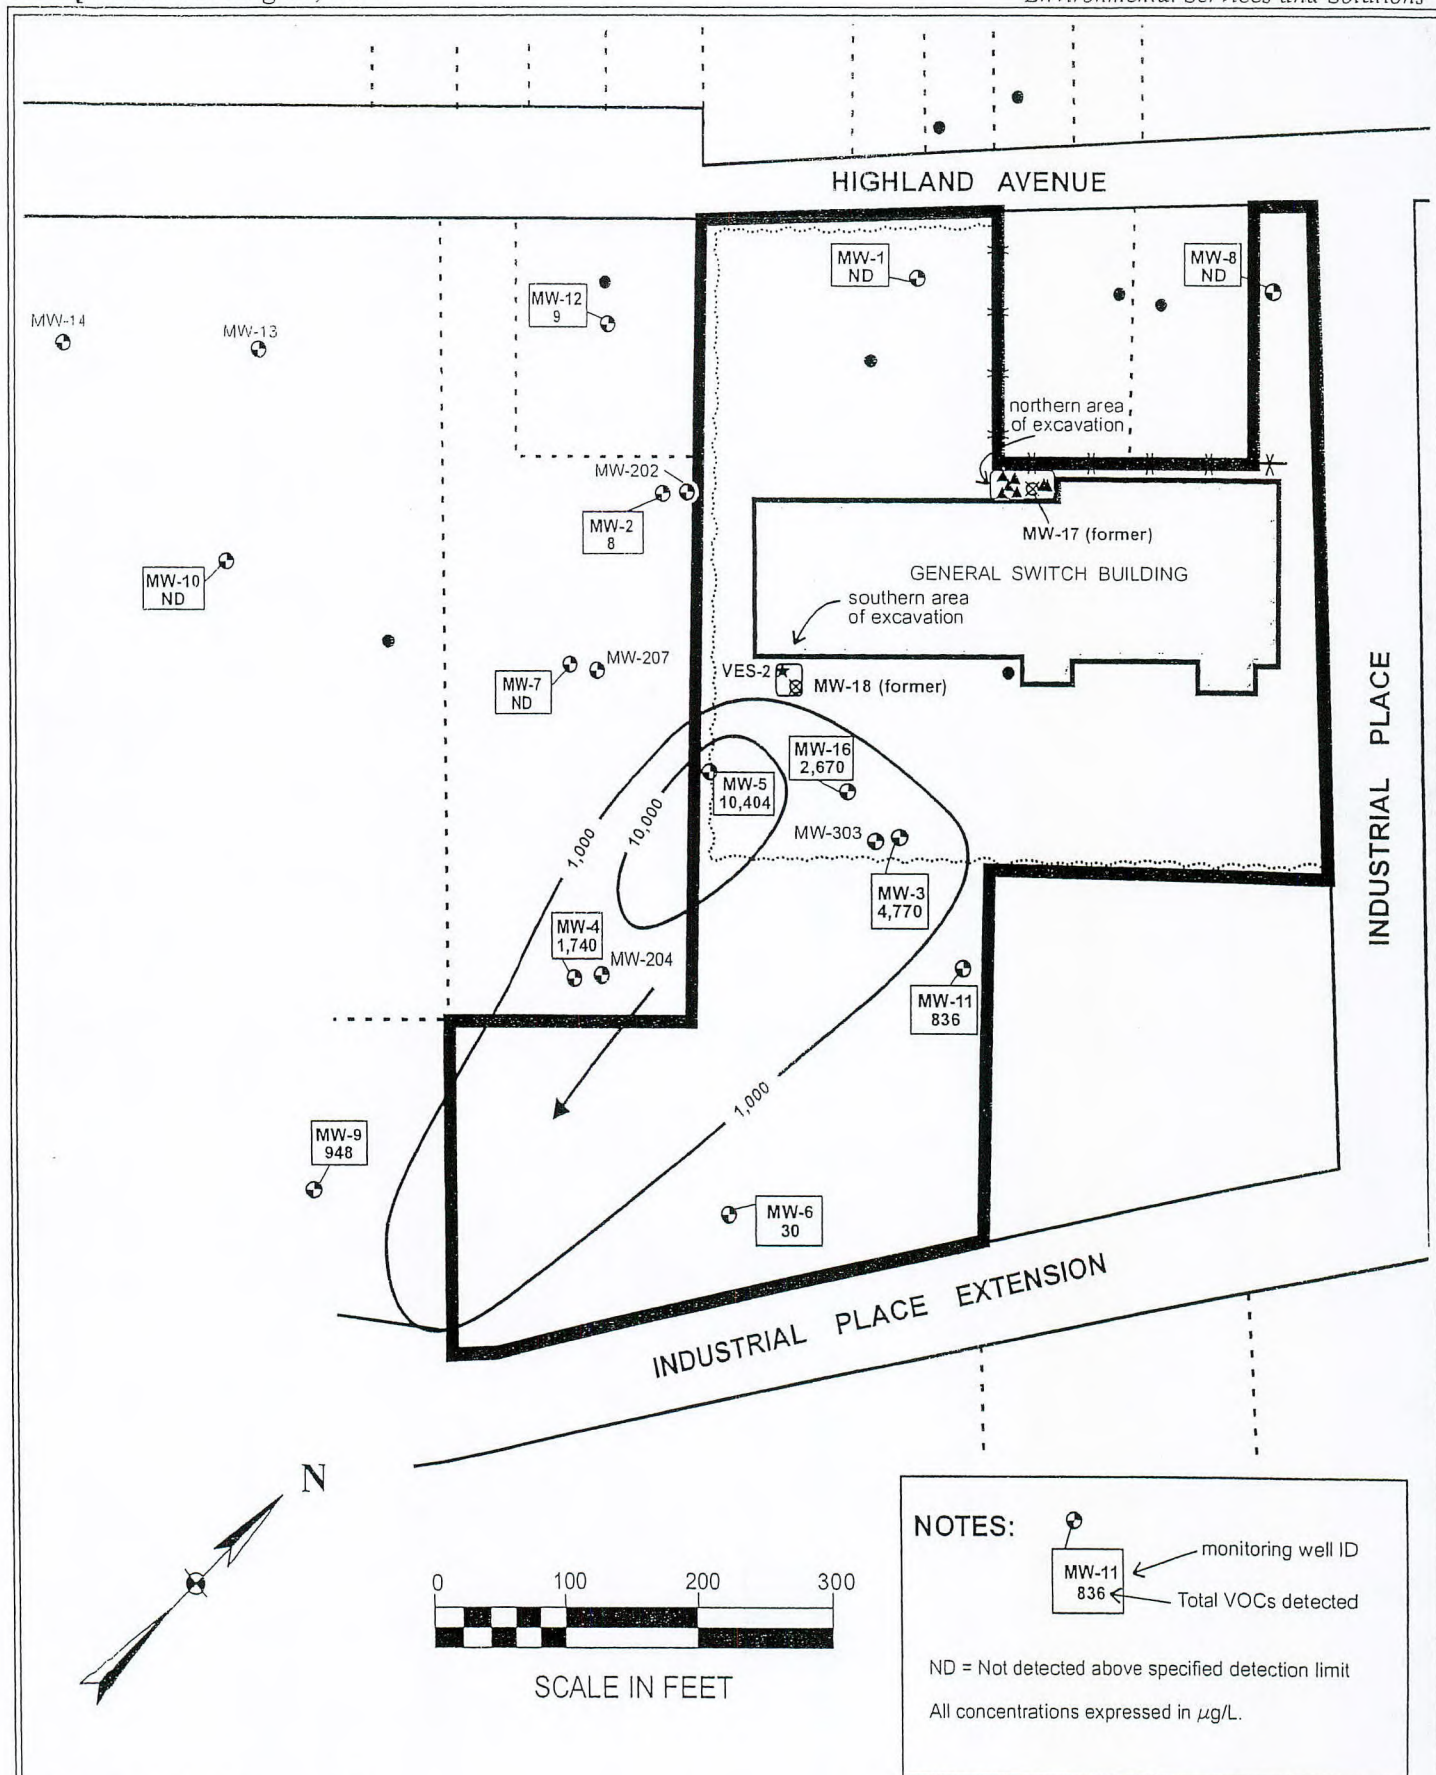 Environmental Services and Solutions
HIGHLAND AVENUE
MW-1
ND
MW-8
ND
MW-12
9
MW-14
MW-13
northern area
of excavation
MW-202
MW-2
8
MW-17 (former)
MW-10
ND
GENERAL SWITCH BUILDING
southern area
of excavation
MW-207
VES-2
MW-18 (former)
MW-7
ND
INDUSTRIAL PLACE
MW-16
2,670
MW-5
10,404
10,000
1,000
MW-303
MW-3
4,770
MW-4
1,740
MW-204
MW-11
836
1,000
MW-9
948
MW-6
30
INDUSTRIAL PLACE EXTENSION
N
0 100 200 300
SCALE IN FEET
NOTES:
monitoring well ID
MW-11
836
Total VOCs detected
ND = Not detected above specified detection limit
All concentrations expressed in µg/L.